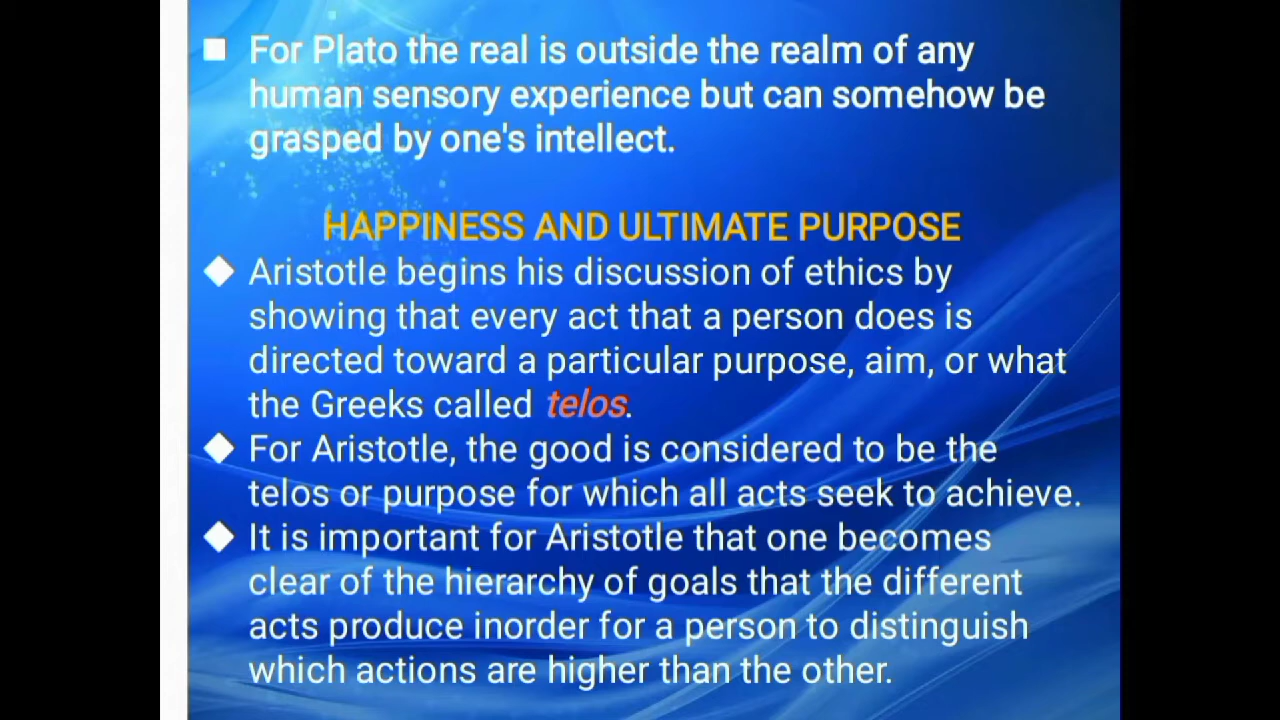 For Plato the real is outside the realm of any
human sensory experience but can somehow be
grasped by one's intellect.
HAPPINESS AND ULTIMATE PURPOSE
Aristotle begins his discussion of ethics by
showing that every act that a person does is
directed toward a particular purpose, aim, or what
the Greeks called telos.
For Aristotle, the good is considered to be the
telos or purpose for which all acts seek to achieve.
It is important for Aristotle that one becomes
clear of the hierarchy of goals that the different
acts produce inorder for a person to distinguish
which actions are higher than the other.